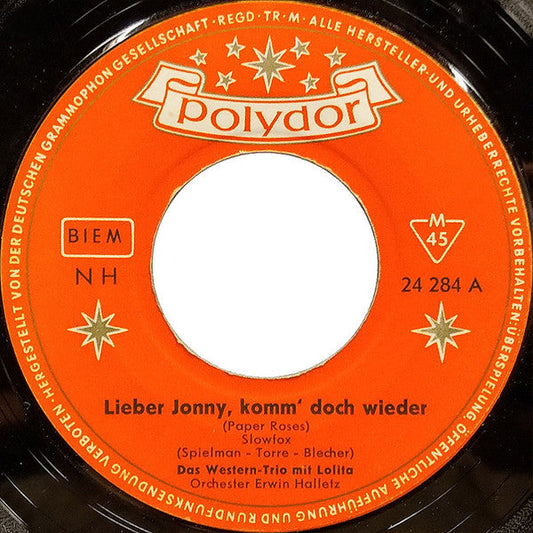 HERGESTELLT VON DER DEUTSCHEN GRAMMOPHON GESELLSCHAFT · REGD · TR · M · ALLE HERSTELLER- UND URHEBERRECHTE VORBEHALTEN: ÜBERSPIELUNG ÖFFENTLICHE AUFFÜHRUNG UND RUNDFUNKSENDUNG VERBOTEN ·
polydor
BIEM
NH
M
45
24 284 A
Lieber Jonny, komm' doch wieder
(Paper Roses)
Slowfox
(Spielman - Torre - Blecher)
Das Western-Trio mit Lolita
Orchester Erwin Halletz